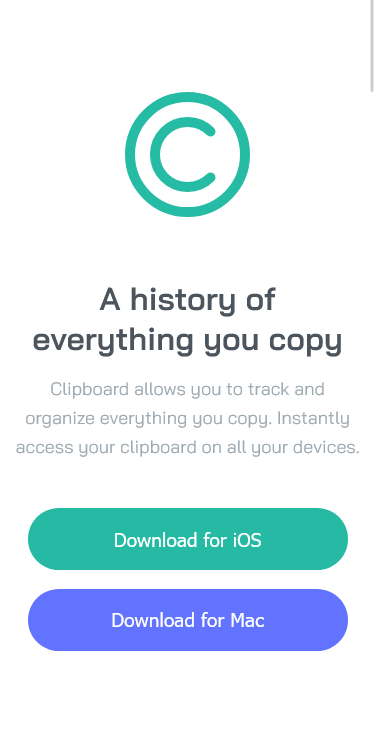 A history of
everything you copy
Clipboard allows you to track and
organize everything you copy. Instantly
access your clipboard on all your devices.
Download for iOS
Download for Mac